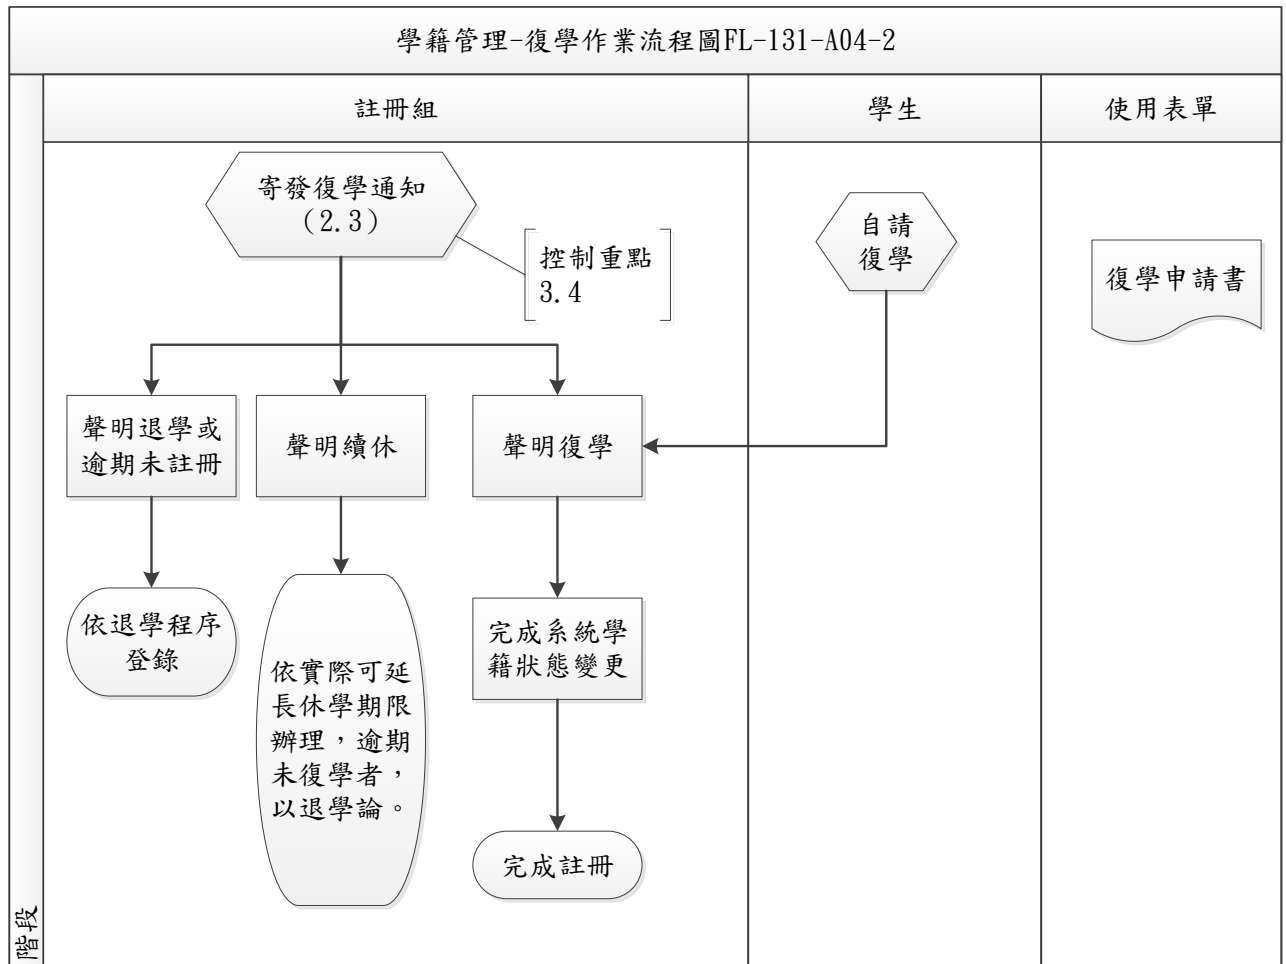 學籍管理-復學作業流程圖FL-131-A04-2
註冊組
學生
使用表單
寄發復學通知
（2.3）
控制重點
3.4
自請
復學
復學申請書
聲明退學或
逾期未註冊
聲明續休
聲明復學
依退學程序
登錄
依實際可延
長休學期限
辦理，逾期
未復學者，
以退學論。
完成系統學
籍狀態變更
完成註冊
階段